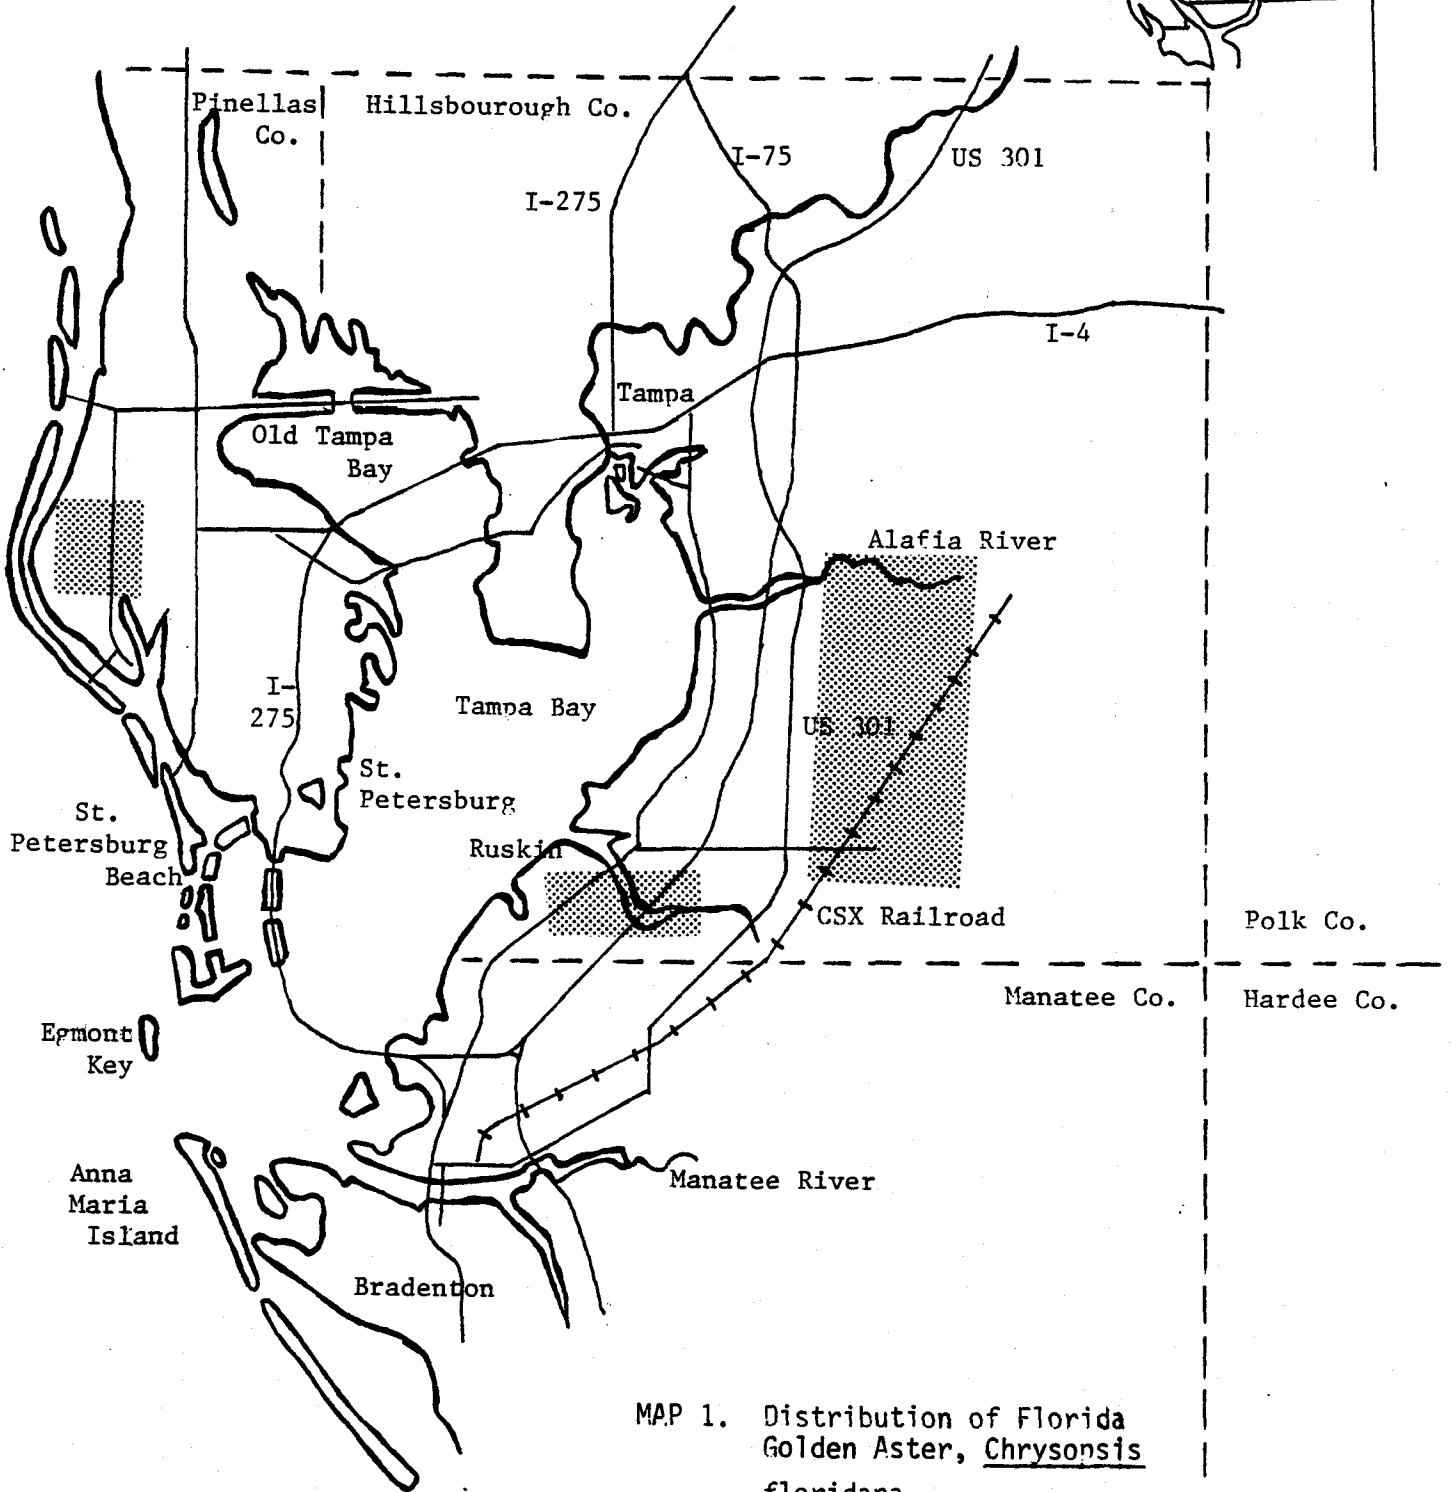 Pinellas
Co.
Hillsbourough Co.
I-75
US 301
I-275
I-4
Tampa
Old Tampa
Bay
Alafia River
I-
275
Tampa Bay
US 301
St.
Petersburg
St.
Petersburg
Beach
Ruskin
CSX Railroad
Polk Co.
Manatee Co.
Hardee Co.
Egmont
Key
Anna
Maria
Island
Manatee River
Bradenton
MAP 1. Distribution of Florida
Golden Aster, Chrysopsis
floridana